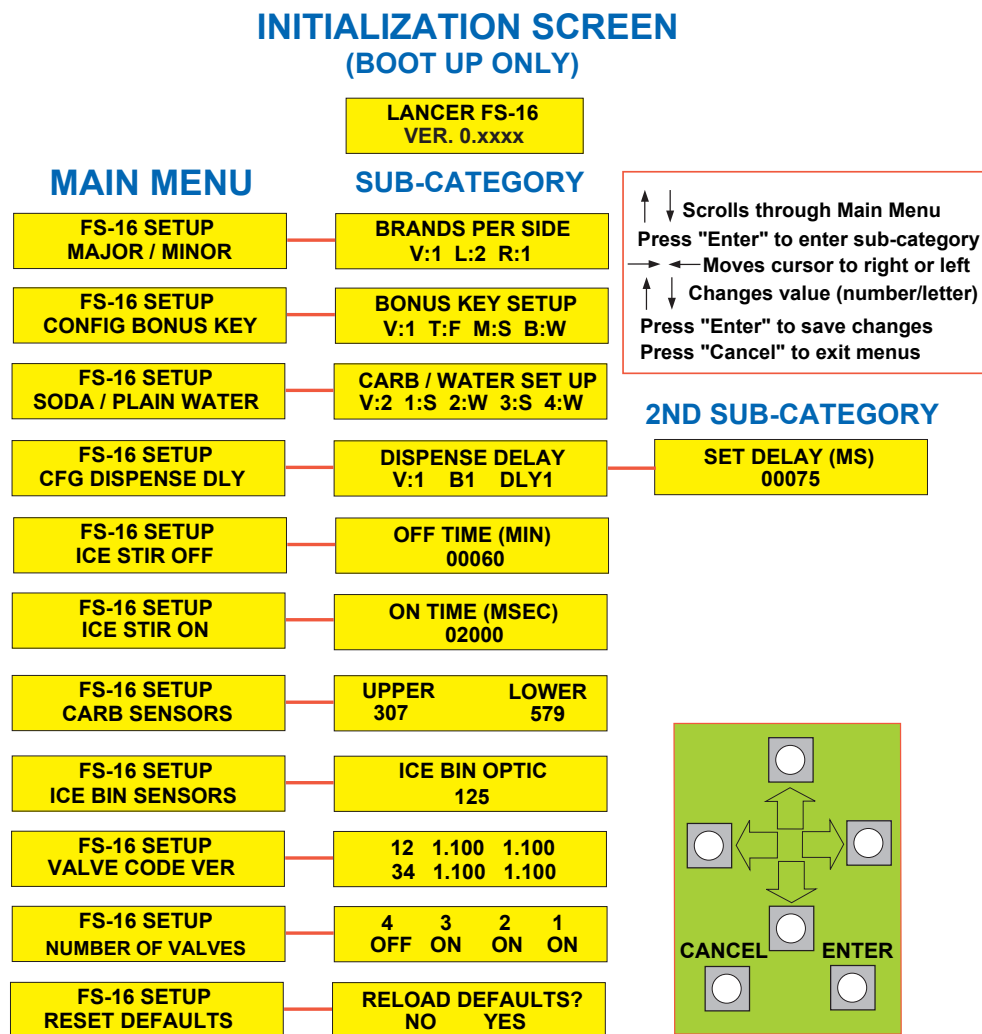 INITIALIZATION SCREEN
(BOOT UP ONLY)
LANCER FS-16
VER. 0.xxxx
MAIN MENU
SUB-CATEGORY
↑ ↓ Scrolls through Main Menu
Press "Enter" to enter sub-category
→ ← Moves cursor to right or left
↑ ↓ Changes value (number/letter)
Press "Enter" to save changes
Press "Cancel" to exit menus
FS-16 SETUP
MAJOR / MINOR
BRANDS PER SIDE
V:1 L:2 R:1
FS-16 SETUP
CONFIG BONUS KEY
BONUS KEY SETUP
V:1 T:F M:S B:W
FS-16 SETUP
SODA / PLAIN WATER
CARB / WATER SET UP
V:2 1:S 2:W 3:S 4:W
2ND SUB-CATEGORY
FS-16 SETUP
CFG DISPENSE DLY
DISPENSE DELAY
V:1 B1 DLY1
SET DELAY (MS)
00075
FS-16 SETUP
ICE STIR OFF
OFF TIME (MIN)
00060
FS-16 SETUP
ICE STIR ON
ON TIME (MSEC)
02000
FS-16 SETUP
CARB SENSORS
UPPER LOWER
307 579
FS-16 SETUP
ICE BIN SENSORS
ICE BIN OPTIC
125
FS-16 SETUP
VALVE CODE VER
12 1.100 1.100
34 1.100 1.100
FS-16 SETUP
NUMBER OF VALVES
4 3 2 1
OFF ON ON ON
FS-16 SETUP
RESET DEFAULTS
RELOAD DEFAULTS?
NO YES
CANCEL ENTER